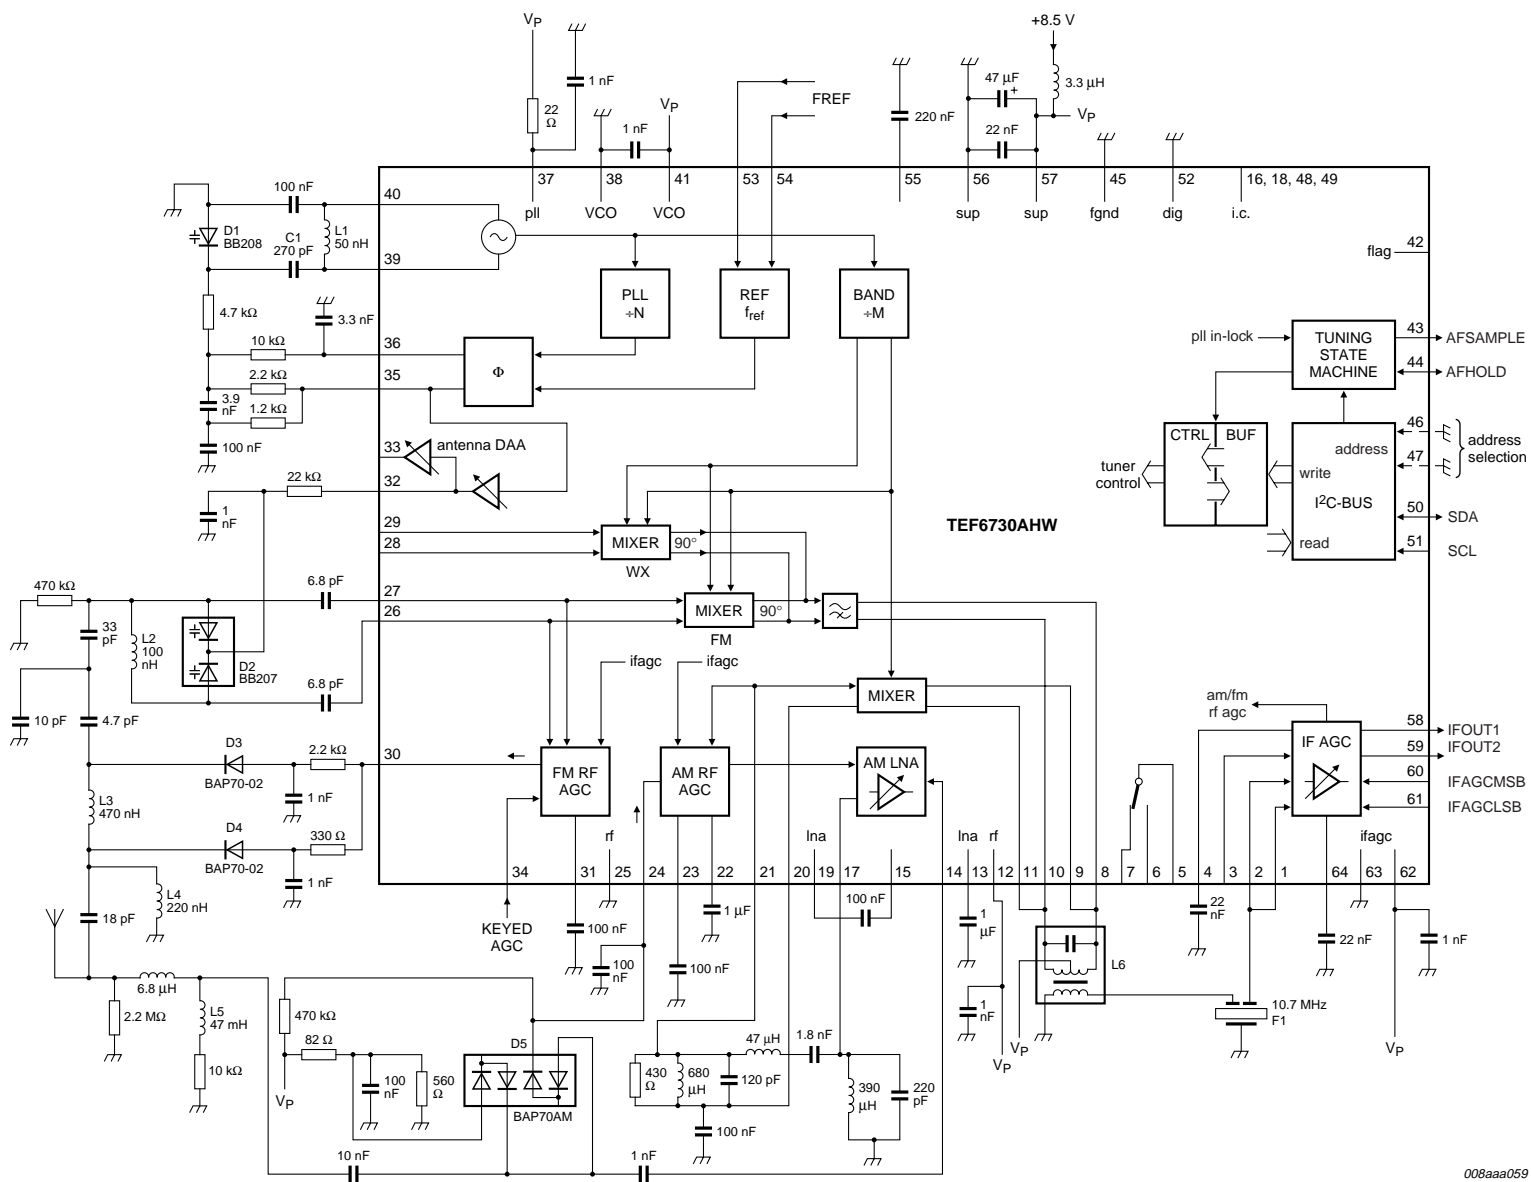 +8.5 V
VP
1 nF
22
Ω
1 nF
VP
FREF
220 nF
47 μF
+
22 nF
3.3 μH
VP
37
38
41
53
54
55
56
57
45
52
16, 18, 48, 49
pll
VCO
VCO
sup
sup
fgnd
dig
i.c.
100 nF
40
D1
BB208
C1
270 pF
L1
50 nH
39
flag
42
4.7 kΩ
3.3 nF
PLL
÷N
REF
fref
BAND
÷M
10 kΩ
36
Φ
pll in-lock
TUNING
STATE
MACHINE
43
AFSAMPLE
44
AFHOLD
2.2 kΩ
35
3.9
nF
1.2 kΩ
100 nF
33
antenna DAA
CTRL
BUF
address
46
47
address
selection
tuner
control
write
I²C-BUS
22 kΩ
32
1
nF
29
28
MIXER
90°
WX
TEF6730AHW
50
SDA
read
51
SCL
470 kΩ
6.8 pF
27
26
33
pF
L2
100
nH
D2
BB207
MIXER
90°
FM
6.8 pF
ifagc
ifagc
MIXER
am/fm
rf agc
10 pF
4.7 pF
D3
BAP70-02
2.2 kΩ
30
1 nF
FM RF
AGC
AM RF
AGC
AM LNA
IF AGC
58
IFOUT1
59
IFOUT2
60
IFAGCMSB
61
IFAGCLSB
L3
470 nH
D4
BAP70-02
330 Ω
1 nF
rf
lna
lna
rf
ifagc
34
31
25
24
23
22
21
20
19
17
15
14
13
12
11
10
9
8
7
6
5
4
3
2
1
64
63
62
L4
220 nH
18 pF
KEYED
AGC
100 nF
100
nF
1 μF
100 nF
100 nF
1
μF
1
nF
22
nF
22 nF
1 nF
L6
6.8 μH
2.2 MΩ
L5
47 mH
10 kΩ
470 kΩ
82 Ω
VP
100
nF
560
Ω
D5
BAP70AM
430
Ω
680
μH
120 pF
47 μH
1.8 nF
390
μH
220
pF
100 nF
VP
VP
10.7 MHz
F1
VP
10 nF
1 nF
008aaa059